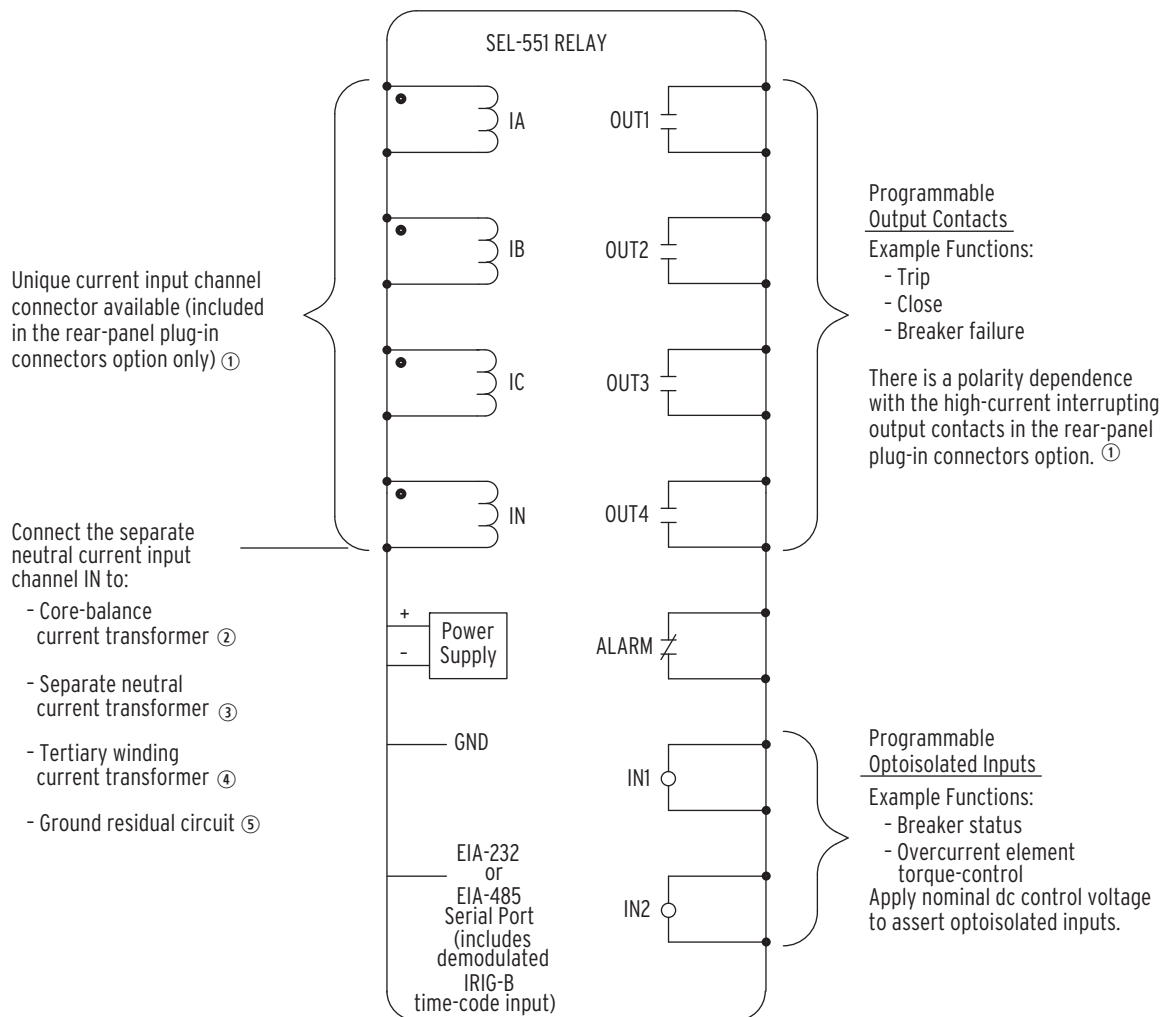 SEL-551 RELAY
Unique current input channel
connector available (included
in the rear-panel plug-in
connectors option only) ①
Connect the separate
neutral current input
channel IN to:
- Core-balance
current transformer ②
- Separate neutral
current transformer ③
- Tertiary winding
current transformer ④
- Ground residual circuit ⑤
IA
IB
IC
IN
+
-
Power
Supply
GND
EIA-232
or
EIA-485
Serial Port
(includes
demodulated
IRIG-B
time-code input)
OUT1
OUT2
OUT3
OUT4
ALARM
IN1
IN2
Programmable
Output Contacts
Example Functions:
- Trip
- Close
- Breaker failure
There is a polarity dependence
with the high-current interrupting
output contacts in the rear-panel
plug-in connectors option. ①
Programmable
Optoisolated Inputs
Example Functions:
- Breaker status
- Overcurrent element
torque-control
Apply nominal dc control voltage
to assert optoisolated inputs.